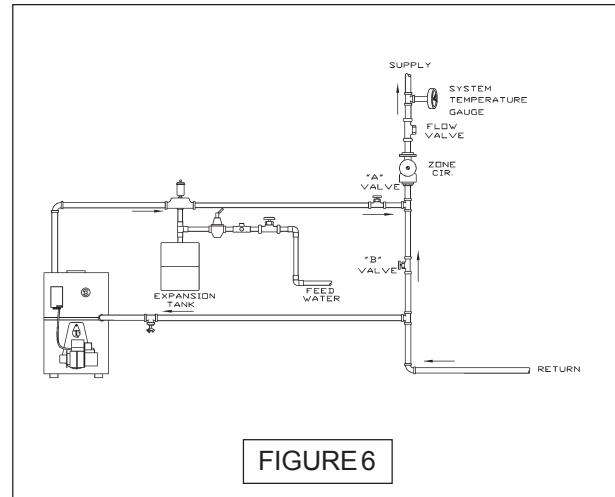 SUPPLY
SYSTEM
TEMPERATURE
GAUGE
FLOW
VALVE
ZONE
CIR.
"A"
VALVE
"B"
VALVE
EXPANSION
TANK
FEED
WATER
RETURN
FIGURE 6